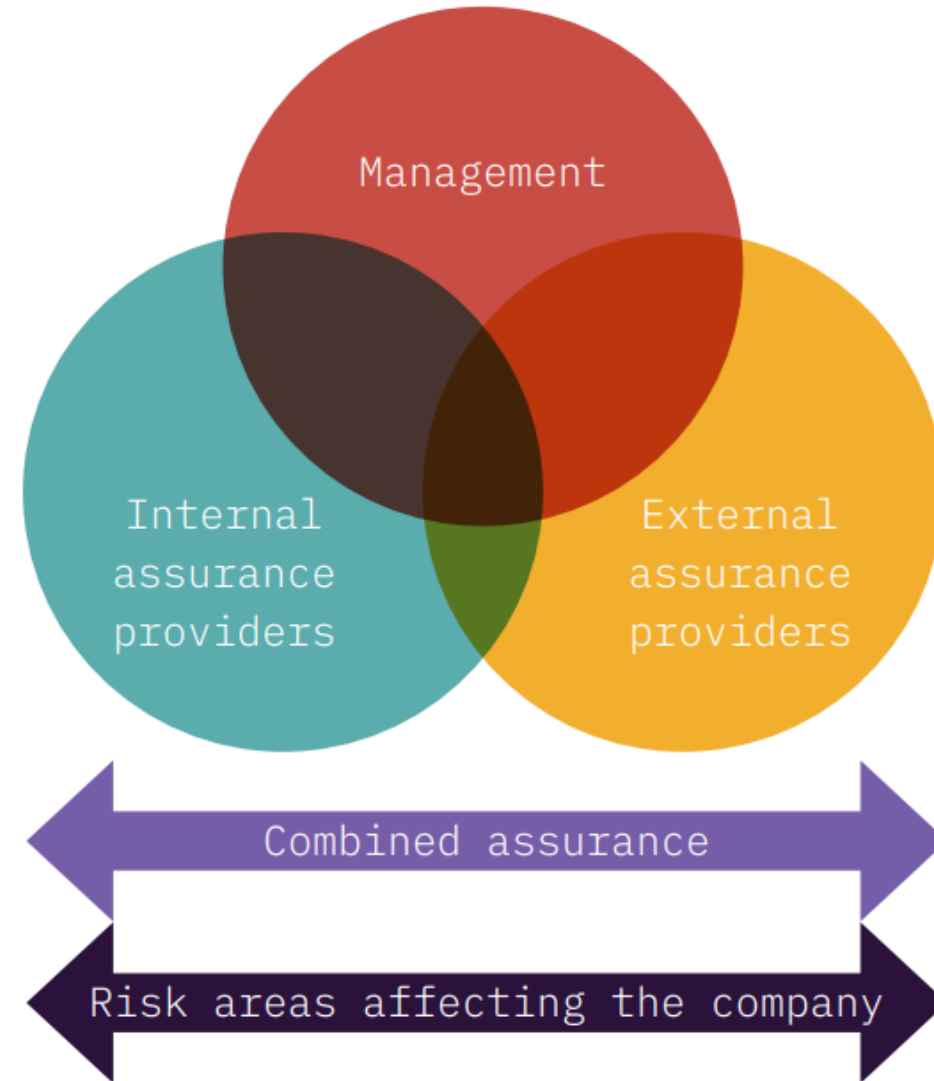 Management
Internal
assurance
providers
External
assurance
providers
Combined assurance
Risk areas affecting the company